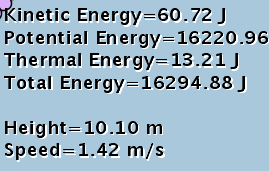 Kinetic Energy=60.72 J
Potential Energy=16220.96
Thermal Energy=13.21 J
Total Energy=16294.88 J
Height=10.10 m
Speed=1.42 m/s